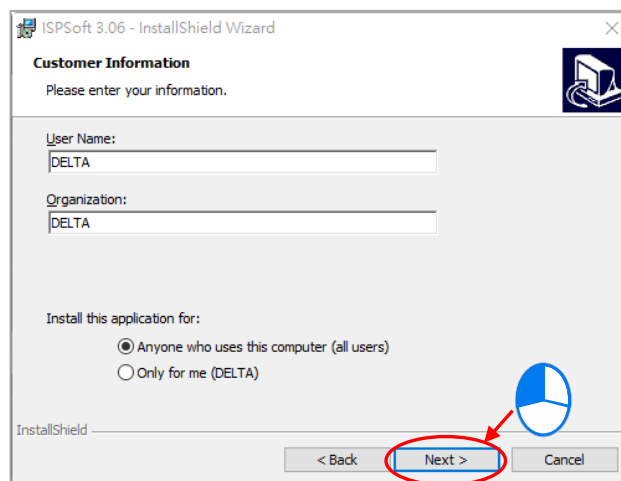 ISPSoft 3.06 - InstallShield Wizard
Customer Information
Please enter your information.
User Name:
DELTA
Organization:
DELTA
Install this application for:
Anyone who uses this computer (all users)
Only for me (DELTA)
InstallShield
< Back Next > Cancel